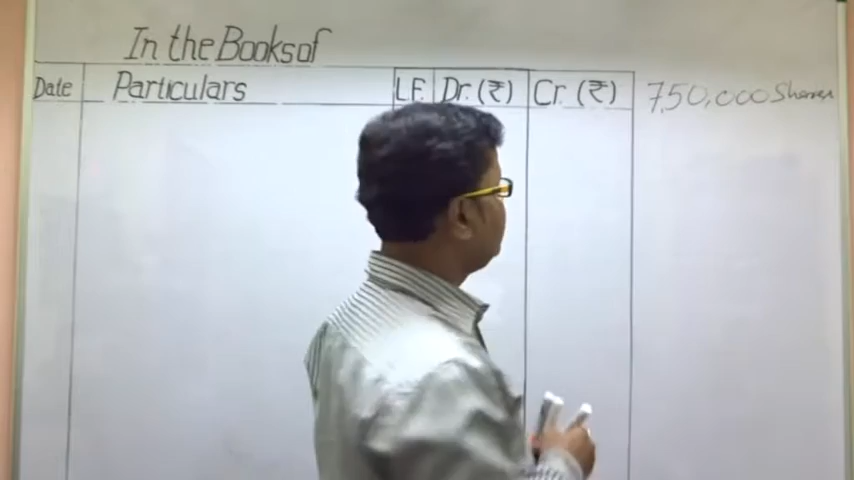 In the Books of
Date Particulars L.F. Dr. (₹) Cr. (₹) 7,50,000 Shares